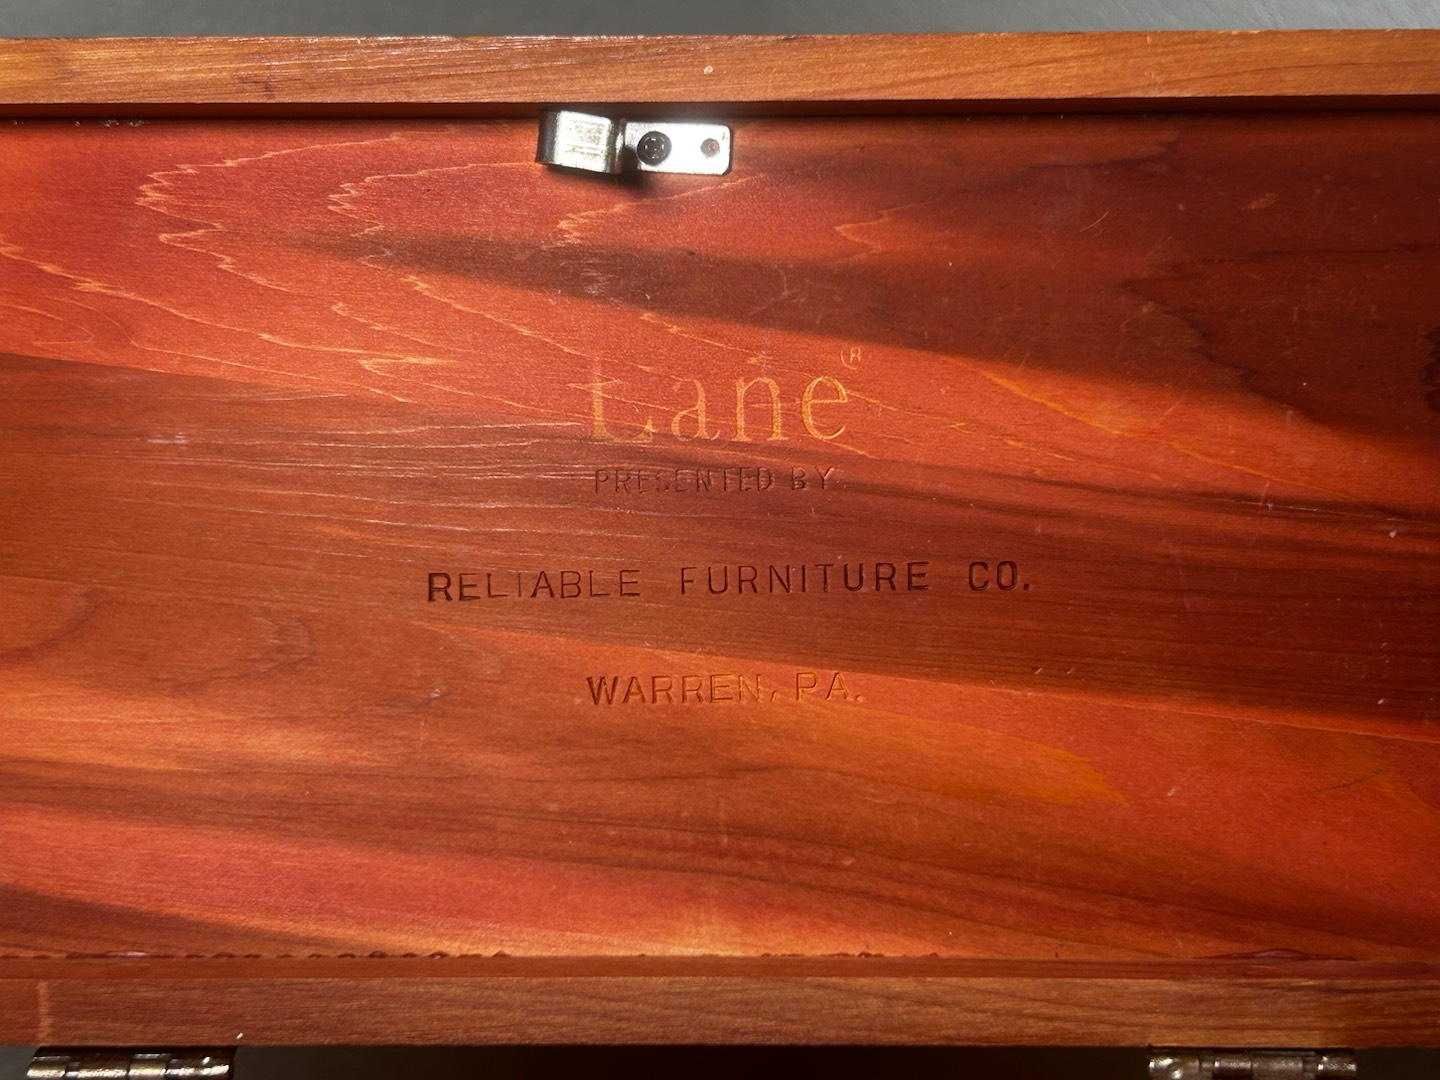 Lane®
PRESENTED BY
RELIABLE FURNITURE CO.
WARREN, PA.